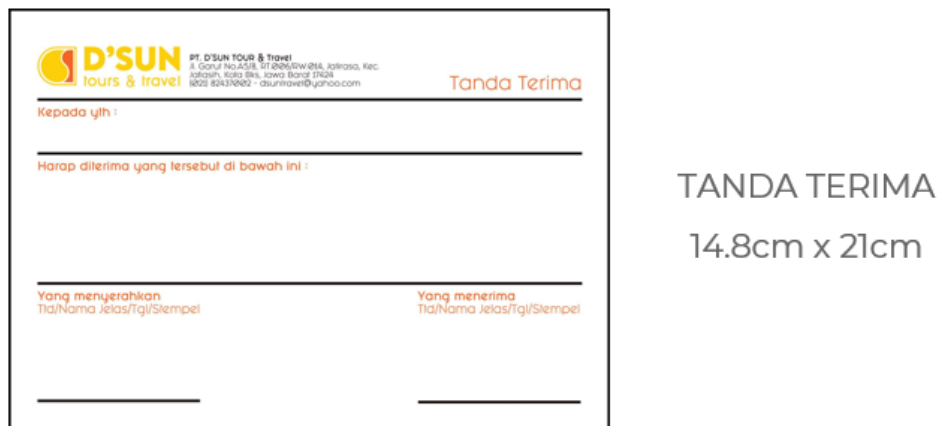 D'SUN
tours & travel
PT. D'SUN TOUR & Travel
Jl. Garut No.A5/8, RT.006/RW.014, Jatirasa, Kec.
Jatiasih, Kota Bks, Jawa Barat 17424
(021) 82437002 - dsuntravel@yahoo.com
Tanda Terima
Kepada yth :
Harap diterima yang tersebut di bawah ini :
Yang menyerahkan
Ttd/Nama Jelas/Tgl/Stempel
Yang menerima
Ttd/Nama Jelas/Tgl/Stempel
TANDA TERIMA
14.8cm x 21cm